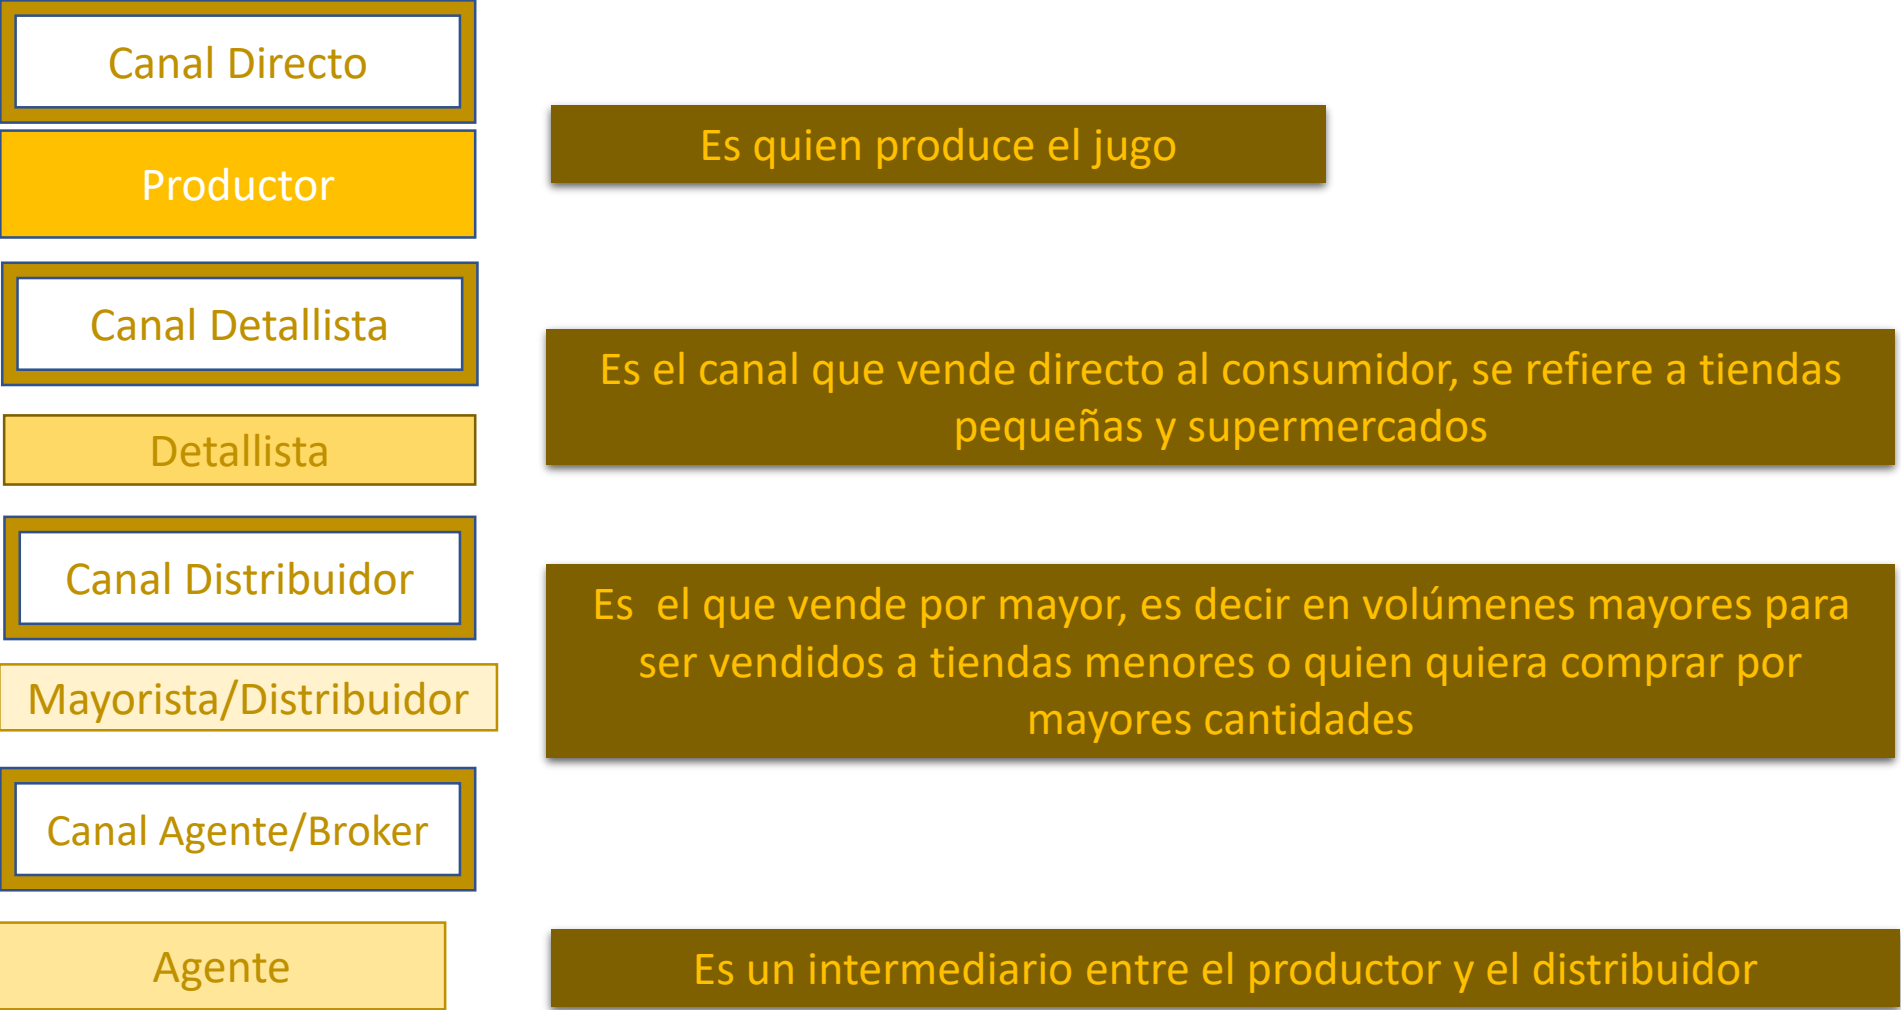 Canal Directo
Es quien produce el jugo
Productor
Canal Detallista
Es el canal que vende directo al consumidor, se refiere a tiendas
pequeñas y supermercados
Detallista
Canal Distribuidor
Es  el que vende por mayor, es decir en volúmenes mayores para
ser vendidos a tiendas menores o quien quiera comprar por
mayores cantidades
Mayorista/Distribuidor
Canal Agente/Broker
Agente
Es un intermediario entre el productor y el distribuidor